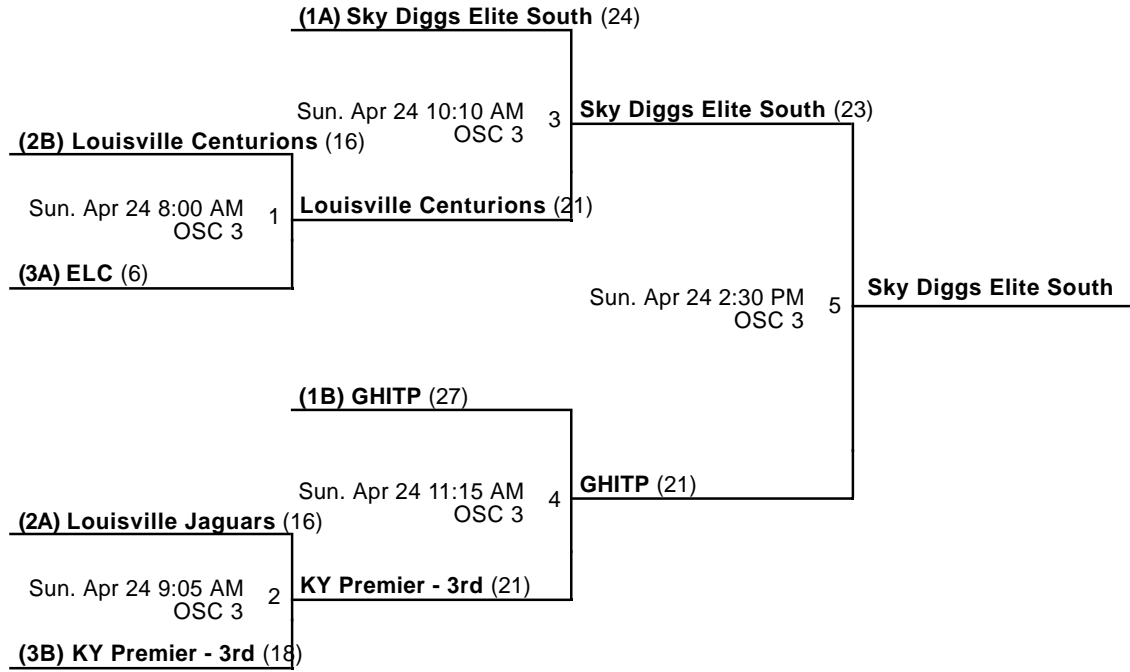 (1A) Sky Diggs Elite South (24)
Sun. Apr 24 10:10 AM
OSC 3
3
Sky Diggs Elite South (23)
(2B) Louisville Centurions (16)
Sun. Apr 24 8:00 AM
OSC 3
1
Louisville Centurions (21)
(3A) ELC (6)
Sun. Apr 24 2:30 PM
OSC 3
5
Sky Diggs Elite South
(1B) GHITP (27)
Sun. Apr 24 11:15 AM
OSC 3
4
GHITP (21)
(2A) Louisville Jaguars (16)
Sun. Apr 24 9:05 AM
OSC 3
2
KY Premier - 3rd (21)
(3B) KY Premier - 3rd (18)